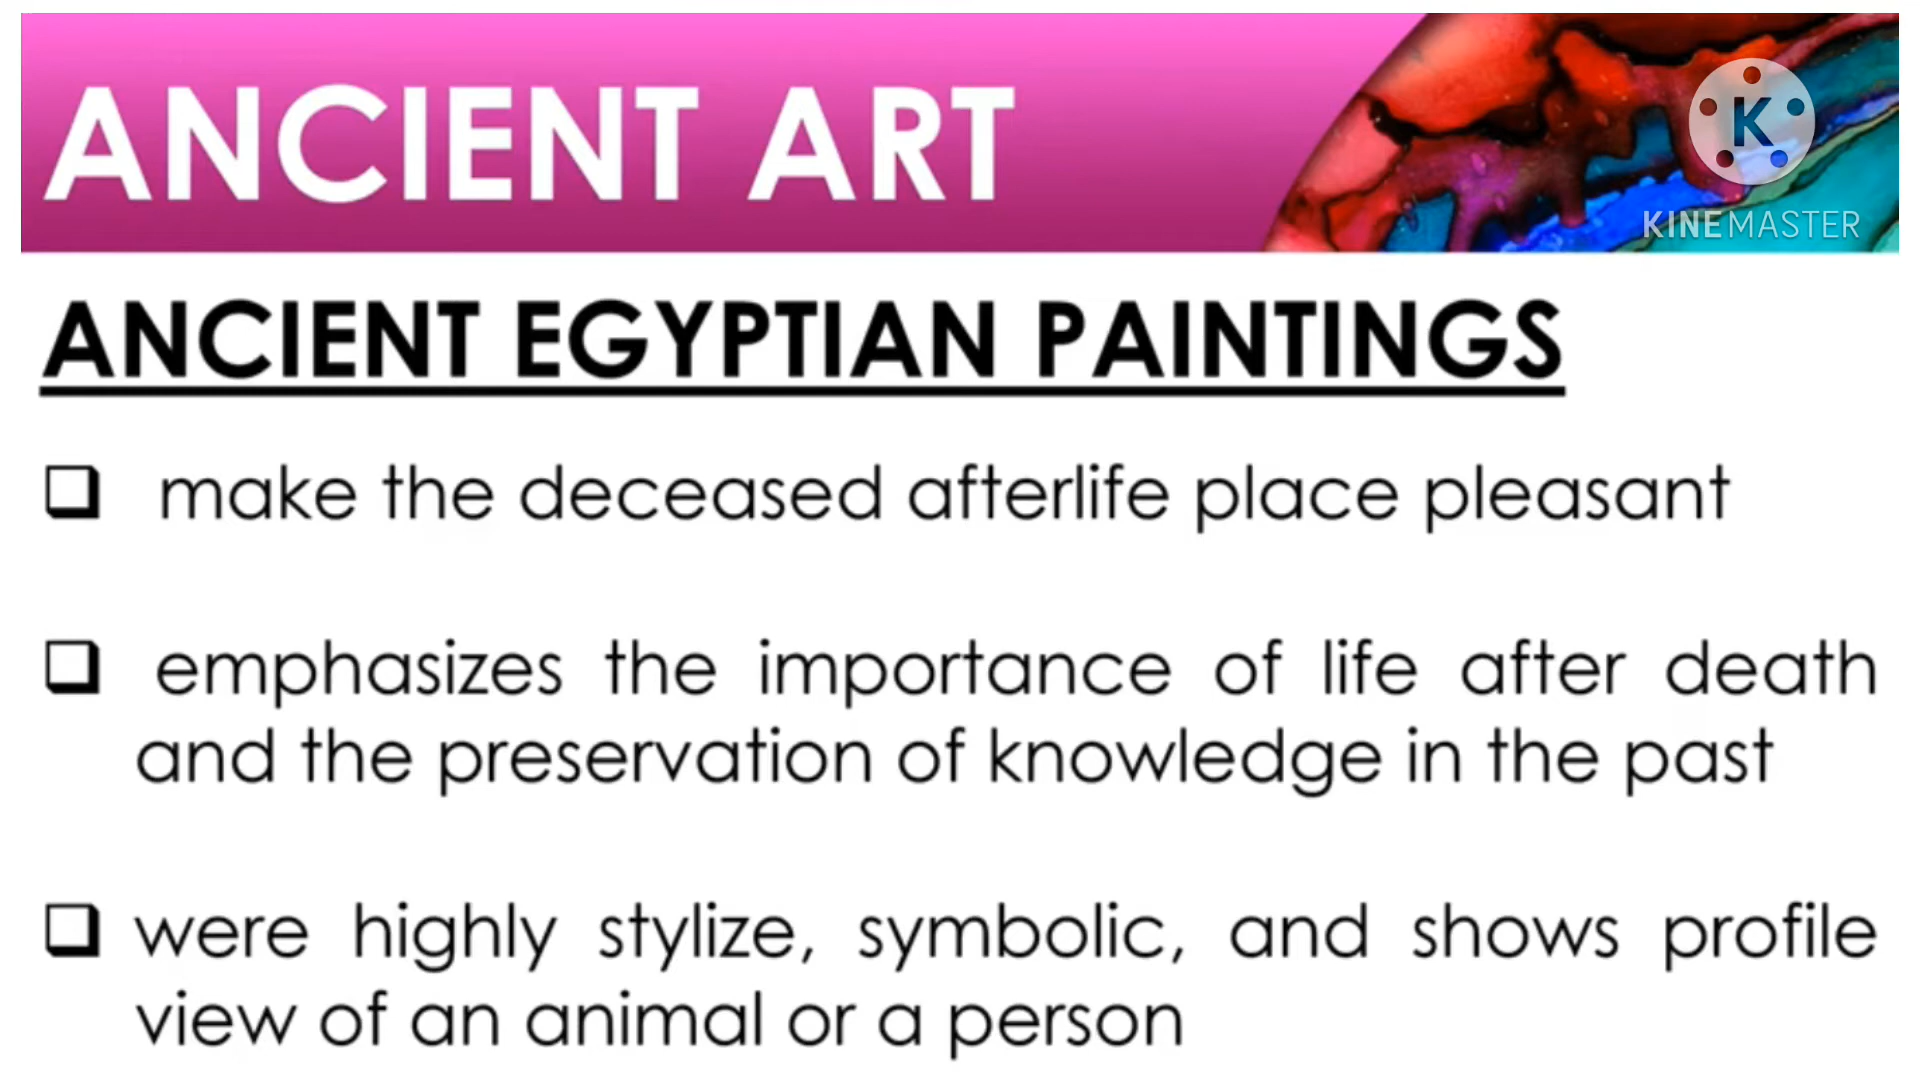 ANCIENT ART
K
KINEMASTER
ANCIENT EGYPTIAN PAINTINGS
make the deceased afterlife place pleasant
emphasizes the importance of life after death
and the preservation of knowledge in the past
were highly stylize, symbolic, and shows profile
view of an animal or a person